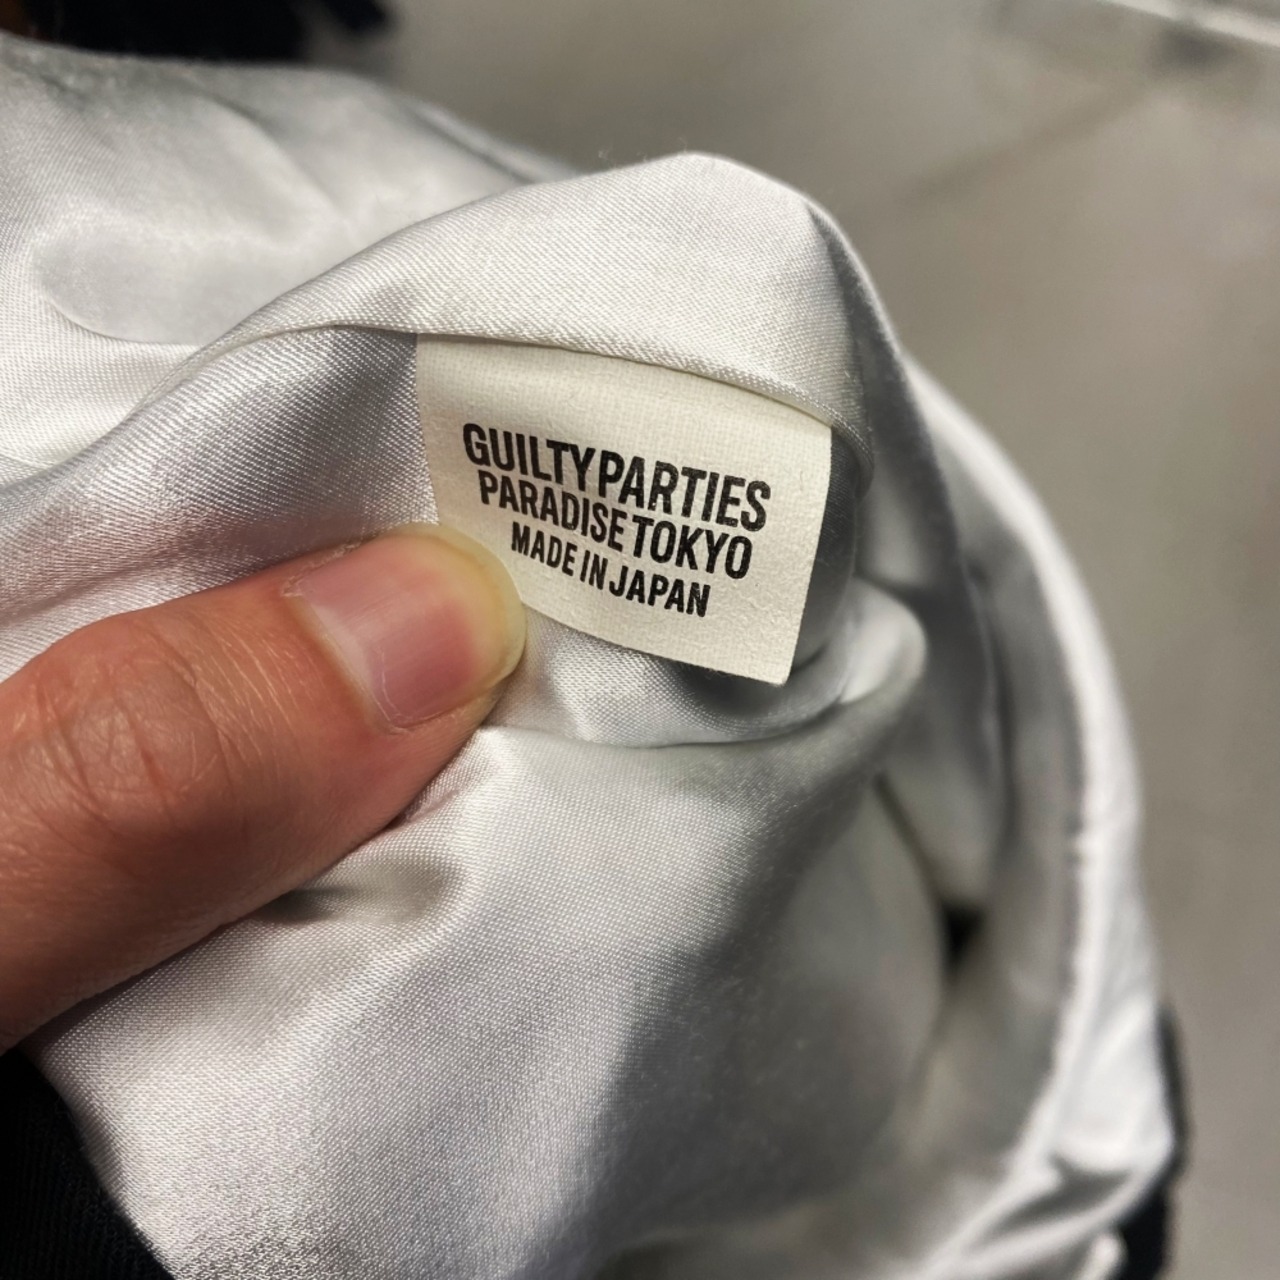 GUILTY PARTIES
PARADISE TOKYO
MADE IN JAPAN